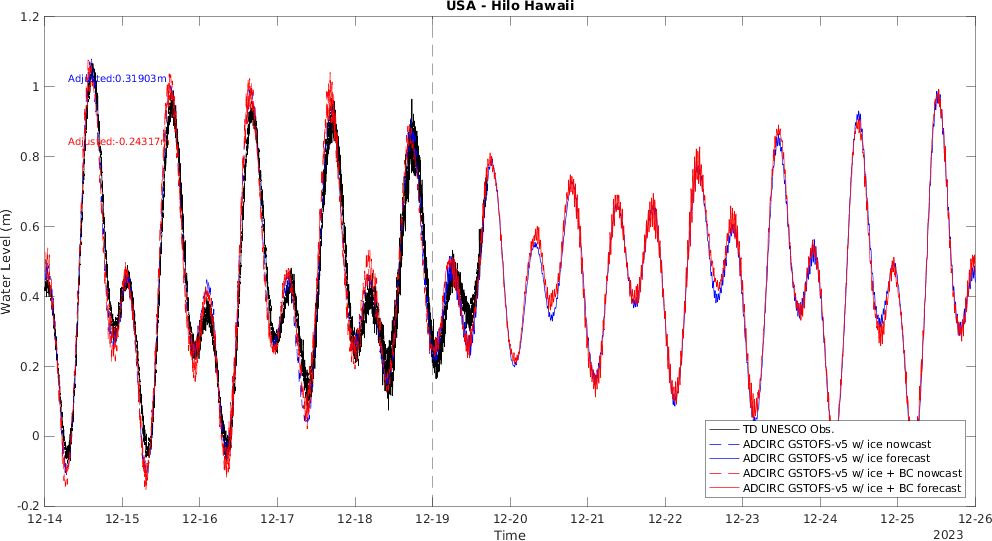 USA - Hilo Hawaii
1.2
1
0.8
0.6
0.4
0.2
0
-0.2
Water Level (m)
Adjusted:0.31903m
Adjusted:-0.24317m
TD UNESCO Obs.
ADCIRC GSTOFS-v5 w/ ice nowcast
ADCIRC GSTOFS-v5 w/ ice forecast
ADCIRC GSTOFS-v5 w/ ice + BC nowcast
ADCIRC GSTOFS-v5 w/ ice + BC forecast
12-14 12-15 12-16 12-17 12-18 12-19 12-20 12-21 12-22 12-23 12-24 12-25 12-26
Time
2023